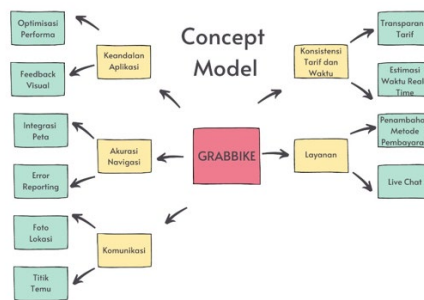 Concept
Model
Optimisasi
Performa
Feedback
Visual
Keandalan
Aplikasi
Integrasi
Peta
Error
Reporting
Akurasi
Navigasi
Foto
Lokasi
Titik
Temu
Komunikasi
GRABBIKE
Konsistensi
Tarif dan
Waktu
Transparan
Tarif
Estimasi
Waktu Real
Time
Layanan
Penambaha
Metode
Pembayara
Live Chat